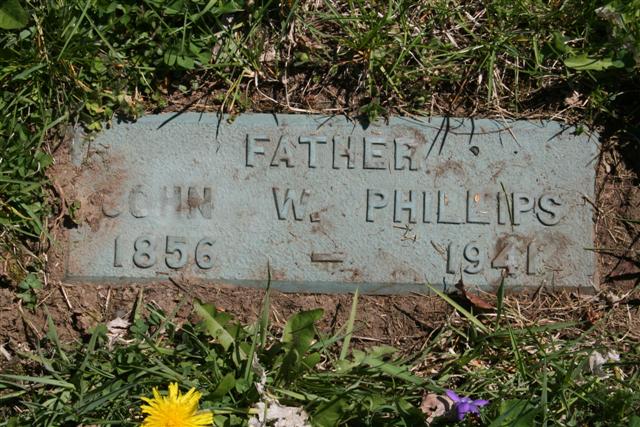 FATHER
JOHN W. PHILLIPS
1856 – 1941